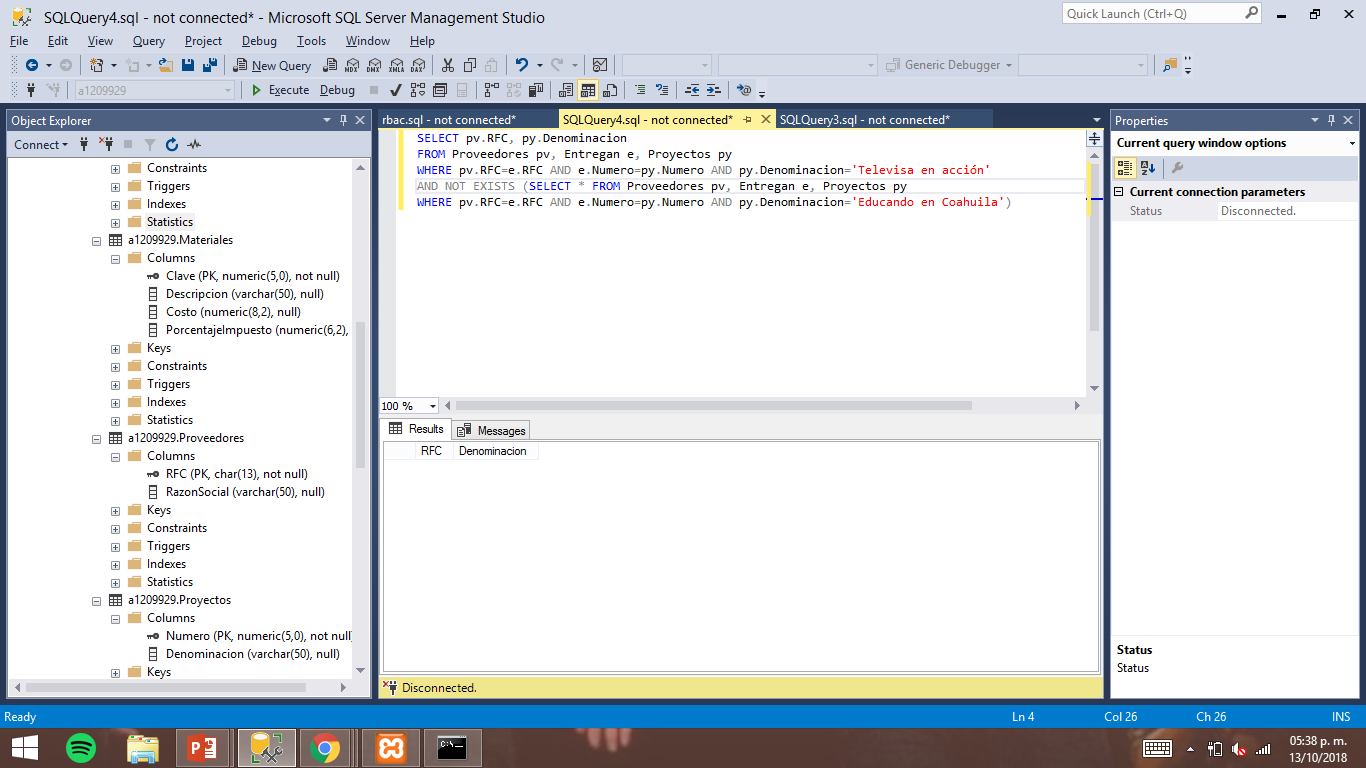 SQLQuery4.sql - not connected* - Microsoft SQL Server Management Studio
Quick Launch (Ctrl+Q)
File Edit View Query Project Debug Tools Window Help
New Query
MDX DMX XMLA DAX
Generic Debugger
a1209929
Execute Debug
Object Explorer
Connect
Constraints
Triggers
Indexes
Statistics
a1209929.Materiales
Columns
Clave (PK, numeric(5,0), not null)
Descripcion (varchar(50), null)
Costo (numeric(8,2), null)
PorcentajeImpuesto (numeric(6,2),
Keys
Constraints
Triggers
Indexes
Statistics
a1209929.Proveedores
Columns
RFC (PK, char(13), not null)
RazonSocial (varchar(50), null)
Keys
Constraints
Triggers
Indexes
Statistics
a1209929.Proyectos
Columns
Numero (PK, numeric(5,0), not null)
Denominacion (varchar(50), null)
Keys
rbac.sql - not connected*
SQLQuery4.sql - not connected*
SQLQuery3.sql - not connected*
SELECT pv.RFC, py.Denominacion
FROM Proveedores pv, Entregan e, Proyectos py
WHERE pv.RFC=e.RFC AND e.Numero=py.Numero AND py.Denominacion='Televisa en acción'
AND NOT EXISTS (SELECT * FROM Proveedores pv, Entregan e, Proyectos py
WHERE pv.RFC=e.RFC AND e.Numero=py.Numero AND py.Denominacion='Educando en Coahuila')
100 %
Results
Messages
RFC Denominacion
Disconnected.
Properties
Current query window options
Current connection parameters
Status Disconnected.
Status
Status
Ready
Ln 4
Col 26
Ch 26
INS
05:38 p. m.
13/10/2018